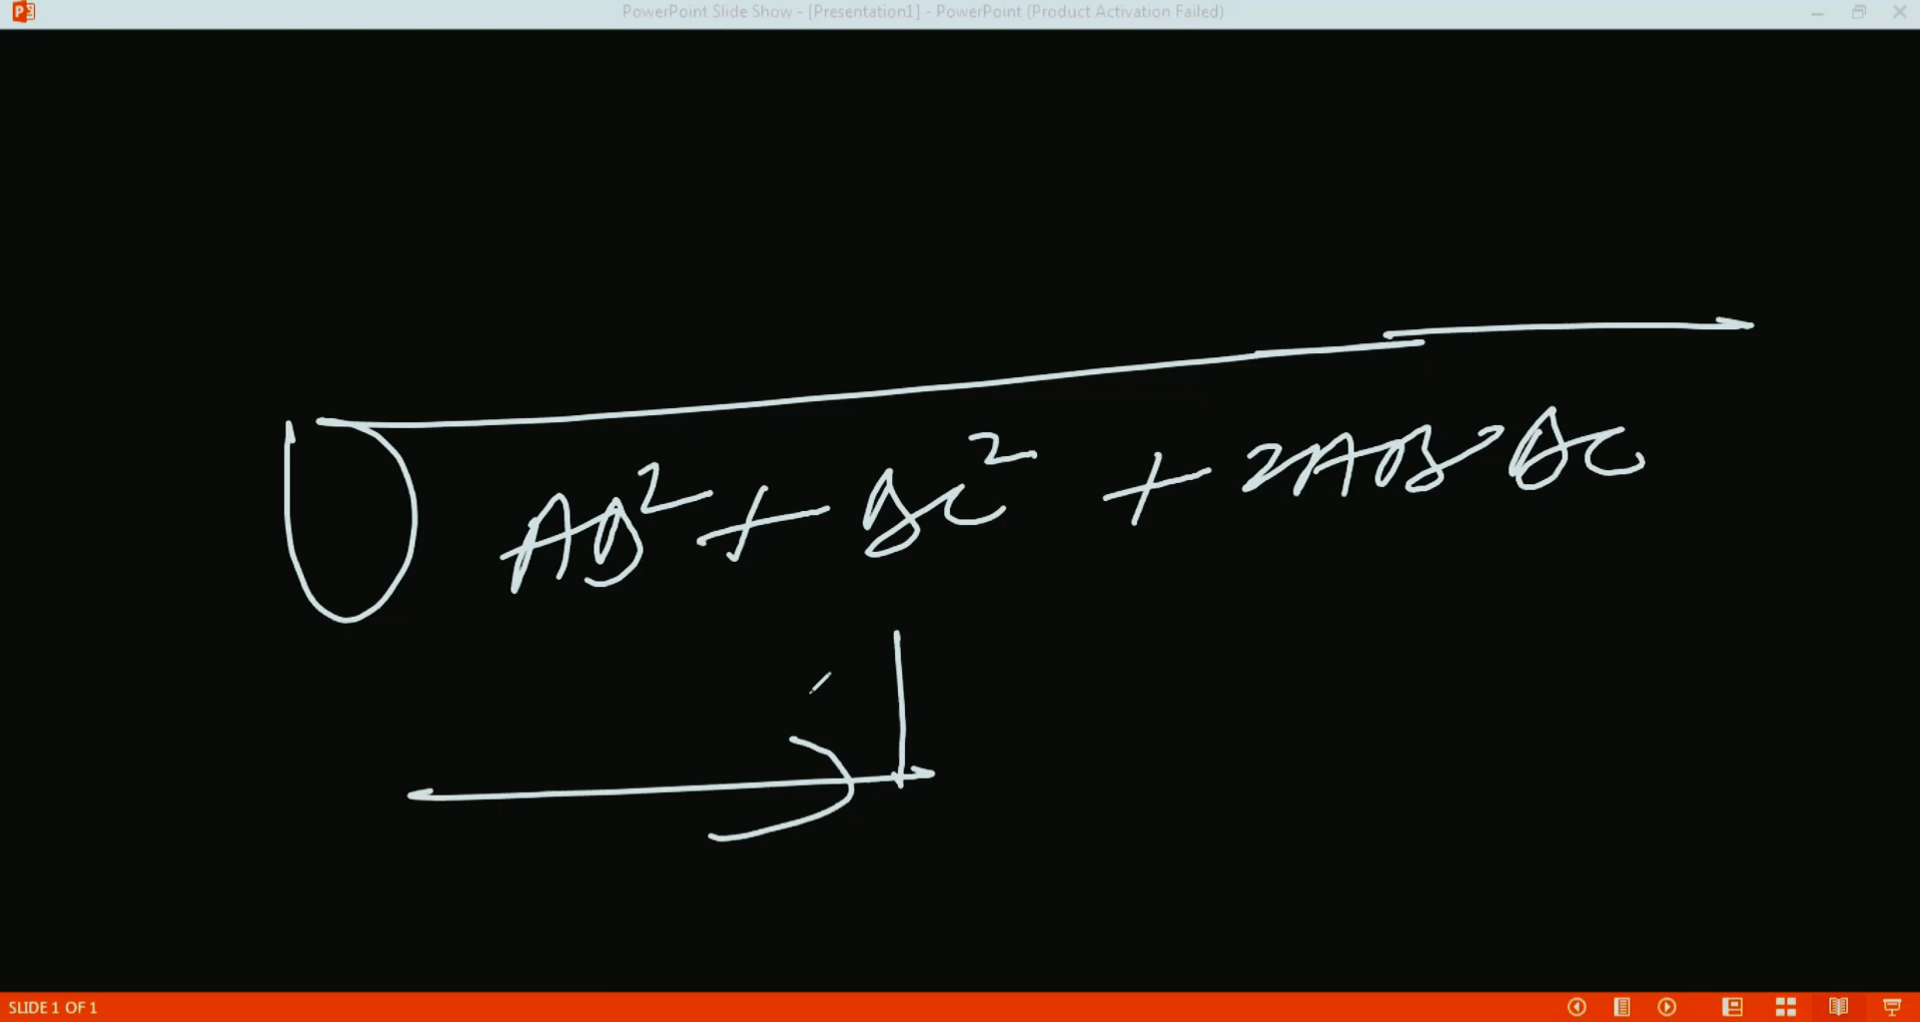 PowerPoint Slide Show - [Presentation1] - PowerPoint (Product Activation Failed)
AB² + BC² + 2AB BC
SLIDE 1 OF 1